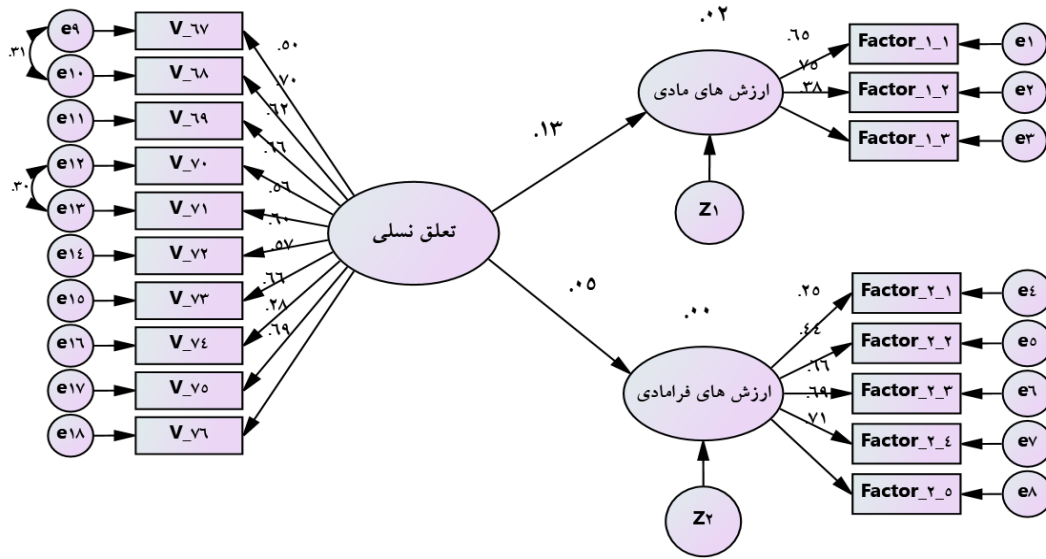 e۹
V_۶۷
.۳۱
e۱۰
V_۶۸
e۱۱
V_۶۹
e۱۲
V_۷۰
.۳۰
e۱۳
V_۷۱
e۱۴
V_۷۲
e۱۵
V_۷۳
e۱۶
V_۷۴
e۱۷
V_۷۵
e۱۸
V_۷۶
.۵۰
.۷۰
.۶۲
.۶۶
.۵۶
.۶۰
.۵۷
.۶۶
.۲۸
.۶۹
تعلق نسلی
.۱۳
.۰۵
.۰۲
ارزش های مادی
Z۱
.۶۵
.۷۵
.۳۸
Factor_۱_۱
e۱
Factor_۱_۲
e۲
Factor_۱_۳
e۳
.۰۰
ارزش های فرامادی
Z۲
.۲۵
.۴۴
.۶۶
.۶۹
.۷۱
Factor_۲_۱
e۴
Factor_۲_۲
e۵
Factor_۲_۳
e۶
Factor_۲_۴
e۷
Factor_۲_۵
e۸